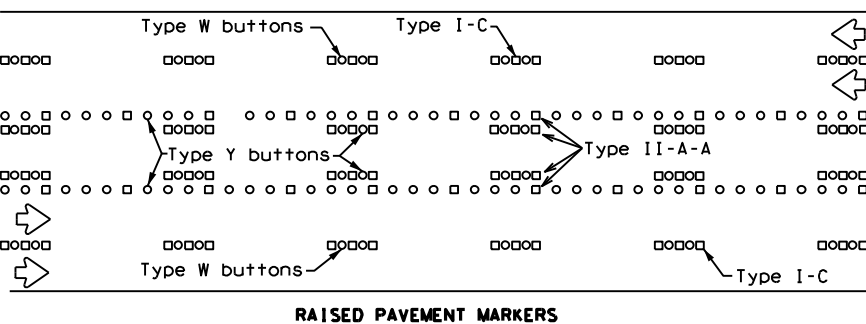 Type W buttons
Type I-C
Type Y buttons
Type II-A-A
Type W buttons
Type I-C
RAISED PAVEMENT MARKERS